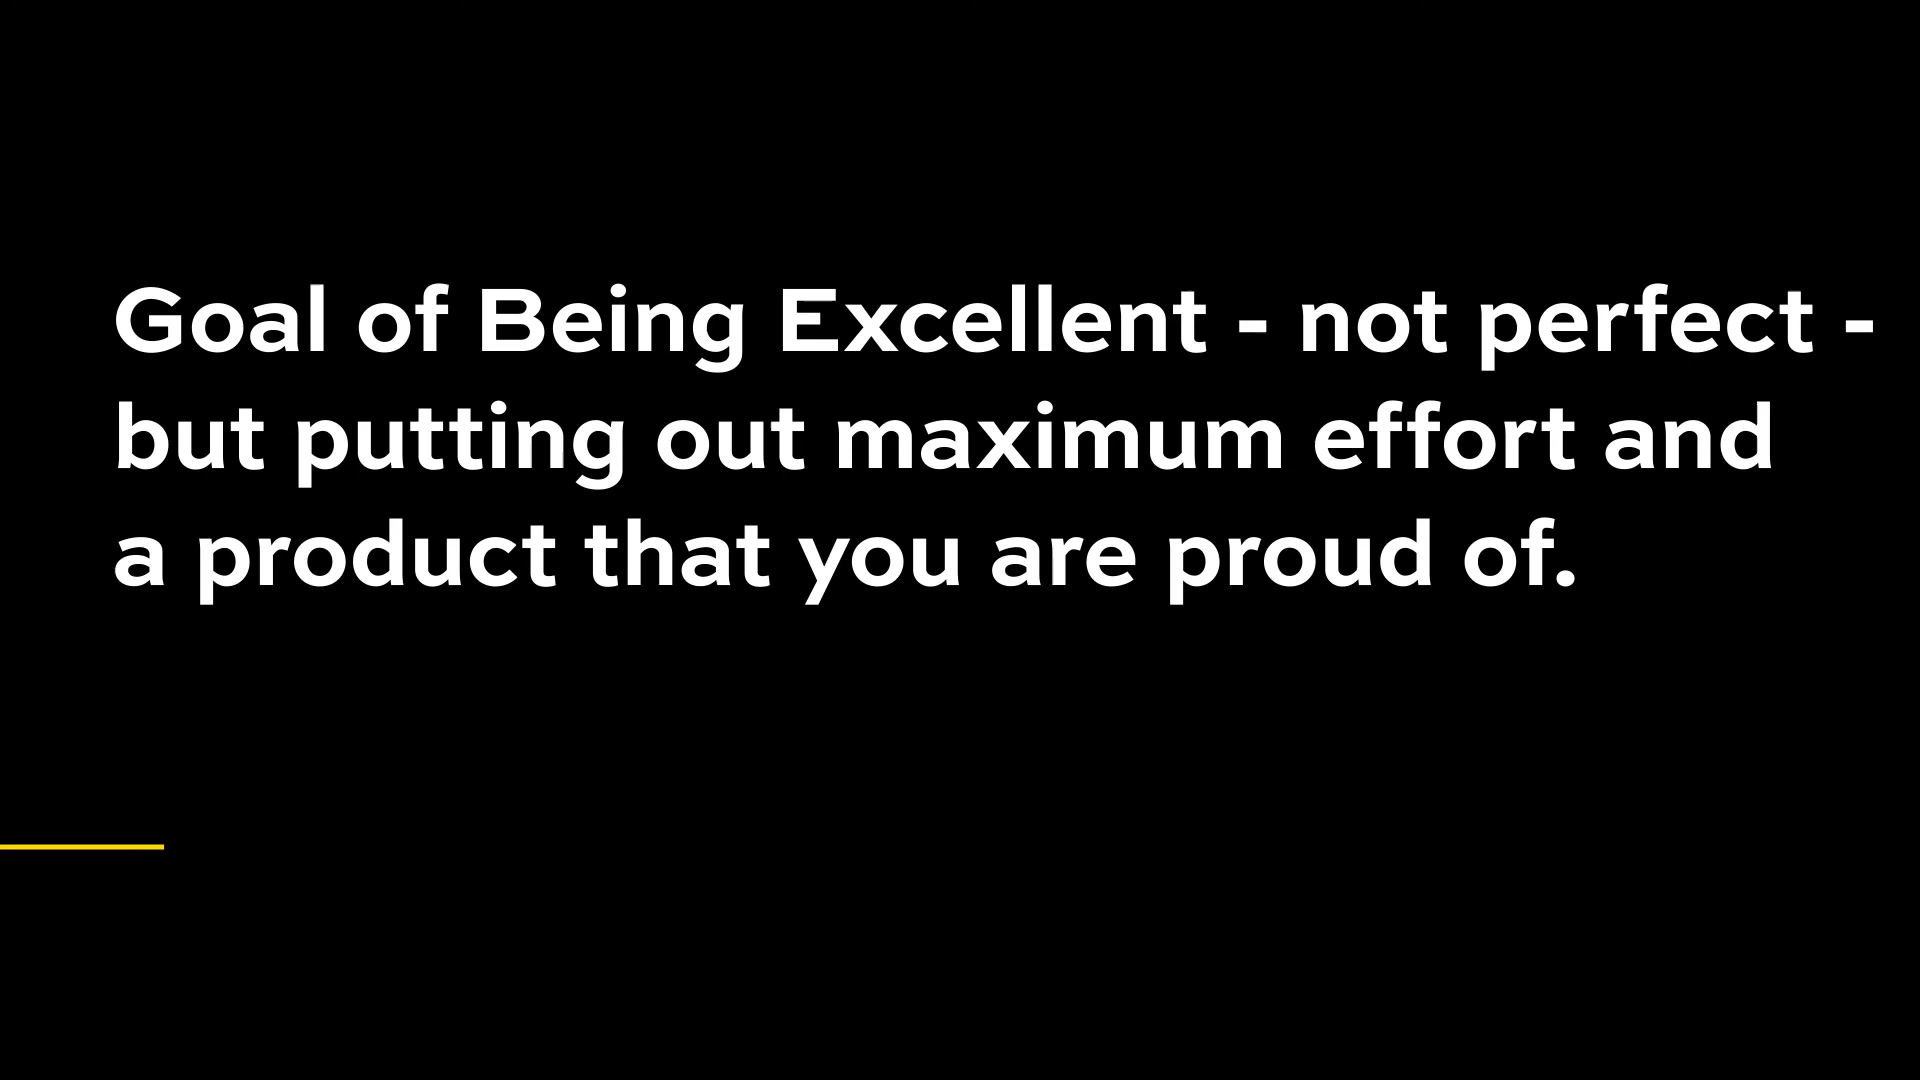 Goal of Being Excellent - not perfect -
but putting out maximum effort and
a product that you are proud of.